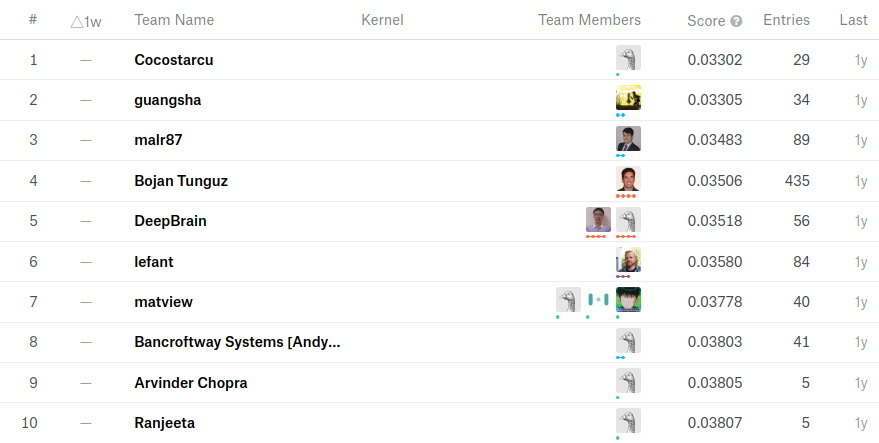 # △1w Team Name Kernel Team Members Score ? Entries Last
1 — Cocostarcu 0.03302 29 1y
2 — guangsha 0.03305 34 1y
3 — malr87 0.03483 89 1y
4 — Bojan Tunguz 0.03506 435 1y
5 — DeepBrain 0.03518 56 1y
6 — lefant 0.03580 84 1y
7 — matview 0.03778 40 1y
8 — Bancroftway Systems [Andy... 0.03803 41 1y
9 — Arvinder Chopra 0.03805 5 1y
10 — Ranjeeta 0.03807 5 1y